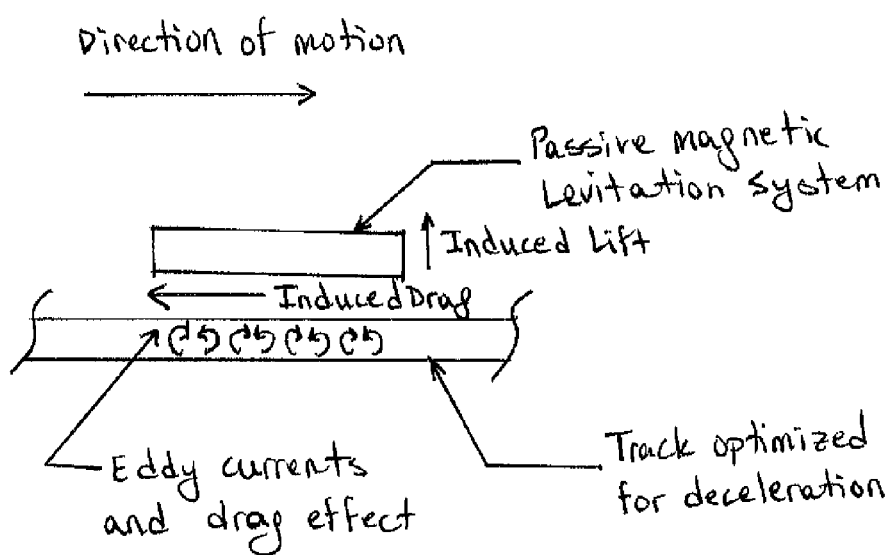 Direction of motion
Passive magnetic
Levitation system
Induced Lift
Induced Drag
Eddy currents
and drag effect
Track optimized
for deceleration